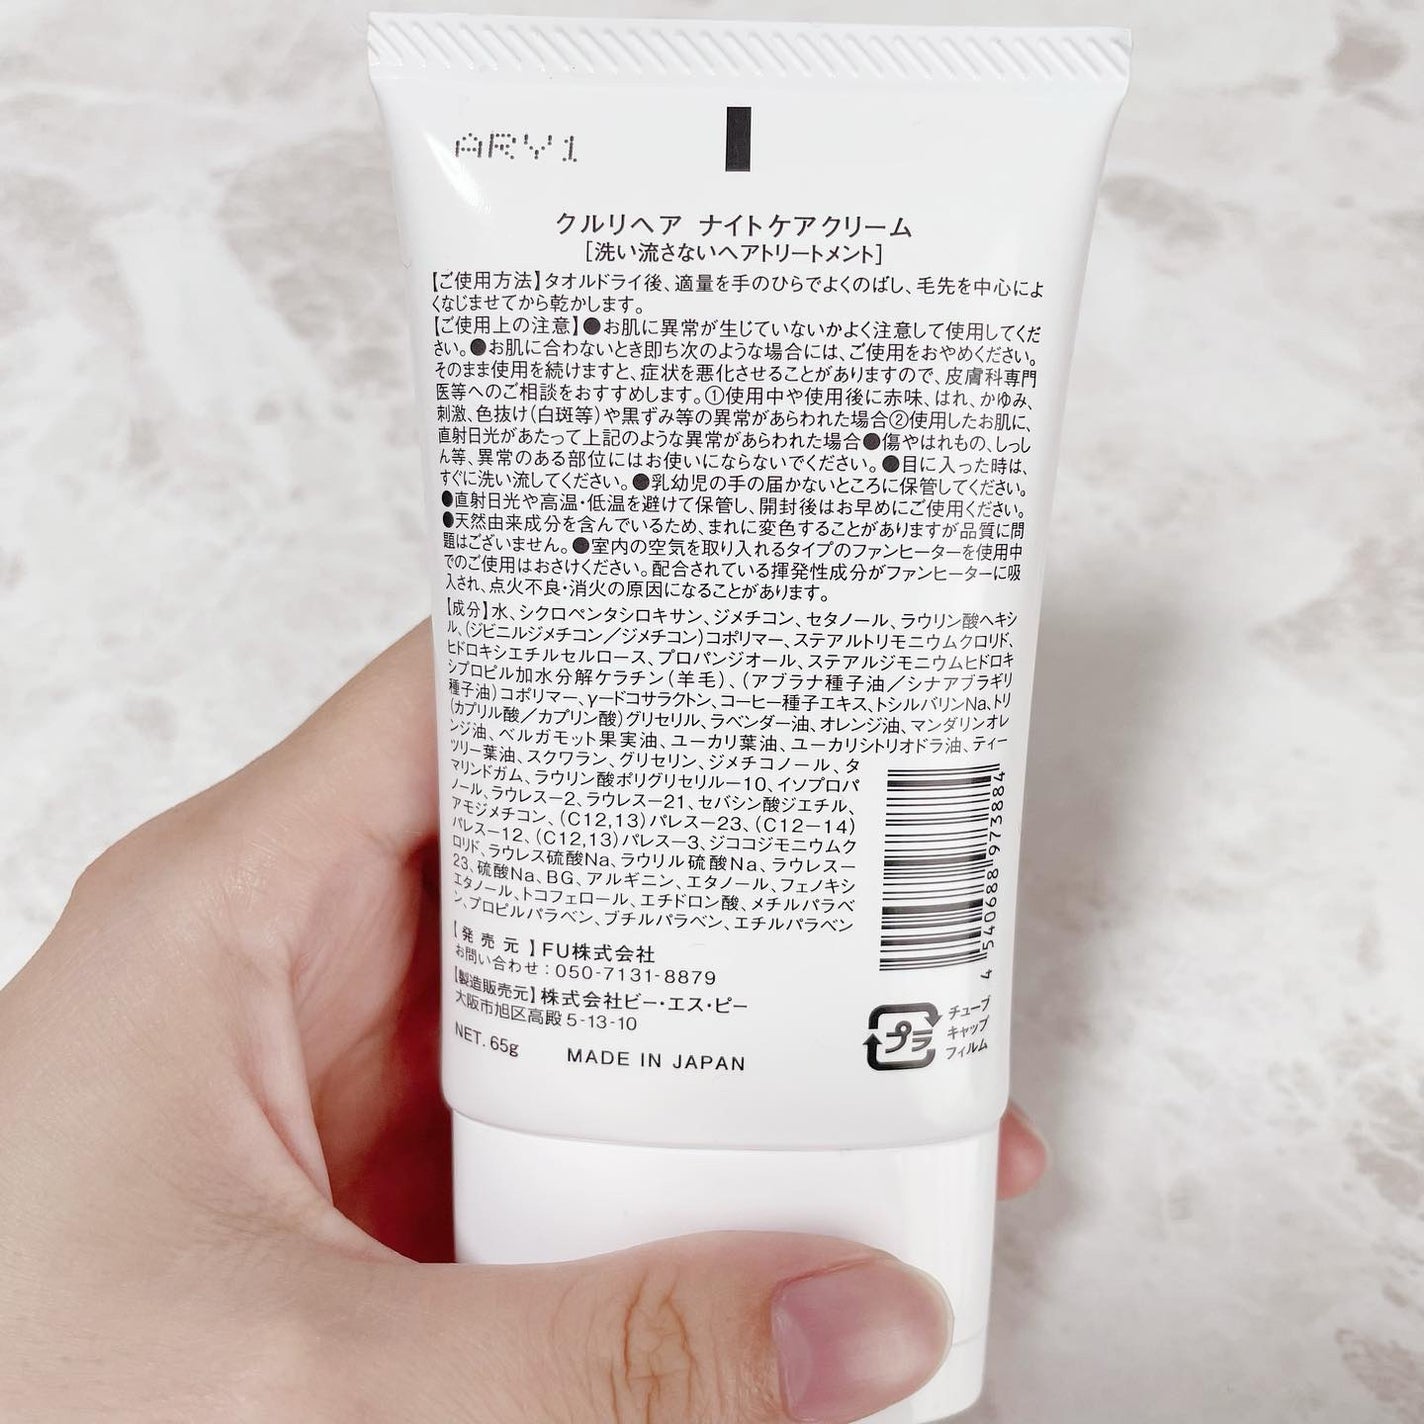 ARV1
クルリヘア ナイトケアクリーム
[洗い流さないヘアトリートメント]
【ご使用方法】タオルドライ後、適量を手のひらでよくのばし、毛先を中心によ
くなじませてから乾かします。
【ご使用上の注意】●お肌に異常が生じていないかよく注意して使用してくだ
さい。●お肌に合わないとき即ち次のような場合には、ご使用をおやめください。
そのまま使用を続けますと、症状を悪化させることがありますので、皮膚科専門
医等へのご相談をおすすめします。①使用中や使用後に赤味、はれ、かゆみ、
刺激、色抜け(白斑等)や黒ずみ等の異常があらわれた場合②使用したお肌に、
直射日光があたって上記のような異常があらわれた場合●傷やはれもの、しっし
ん等、異常のある部位にはお使いにならないでください。●目に入った時は、
すぐに洗い流してください。●乳幼児の手の届かないところに保管してください。
●直射日光や高温・低温を避けて保管し、開封後はお早めにご使用ください。
●天然由来成分を含んでいるため、まれに変色することがありますが品質に問
題はございません。●室内の空気を取り入れるタイプのファンヒーターを使用中
でのご使用はおさけください。配合されている揮発性成分がファンヒーターに吸
入され、点火不良・消火の原因になることがあります。
【成分】水、シクロペンタシロキサン、ジメチコン、セタノール、ラウリン酸ヘキシ
ル、(ジビニルジメチコン/ジメチコン)コポリマー、ステアルトリモニウムクロリド、
ヒドロキシエチルセルロース、プロパンジオール、ステアルジモニウムヒドロキ
シプロピル加水分解ケラチン(羊毛)、(アブラナ種子油/シナアブラギリ
種子油)コポリマー、γ-ドコサラクトン、コーヒー種子エキス、トシルバリンNa、トリ
(カプリル酸/カプリン酸)グリセリル、ラベンダー油、オレンジ油、マンダリンオレ
ンジ油、ベルガモット果実油、ユーカリ葉油、ユーカリシトリオドラ油、ティー
ツリー葉油、スクワラン、グリセリン、ジメチコノール、タ
マリンドガム、ラウリン酸ポリグリセリル-10、イソプロパ
ノール、ラウレス-2、ラウレス-21、セバシン酸ジエチル、
アモジメチコン、(C12,13)パレス-23、(C12-14)
パレス-12、(C12,13)パレス-3、ジココジモニウムク
ロリド、ラウレス硫酸Na、ラウリル硫酸Na、ラウレス-
23、硫酸Na、BG、アルギニン、エタノール、フェノキシ
エタノール、トコフェロール、エチドロン酸、メチルパラベ
ン、プロピルパラベン、ブチルパラベン、エチルパラベン
4 540688 973884
【発売元】FU株式会社
お問い合わせ:050-7131-8879
【製造販売元】株式会社ビー・エス・ピー
大阪市旭区高殿5-13-10
NET. 65g
MADE IN JAPAN
プラ
チューブ
キャップ
フィルム